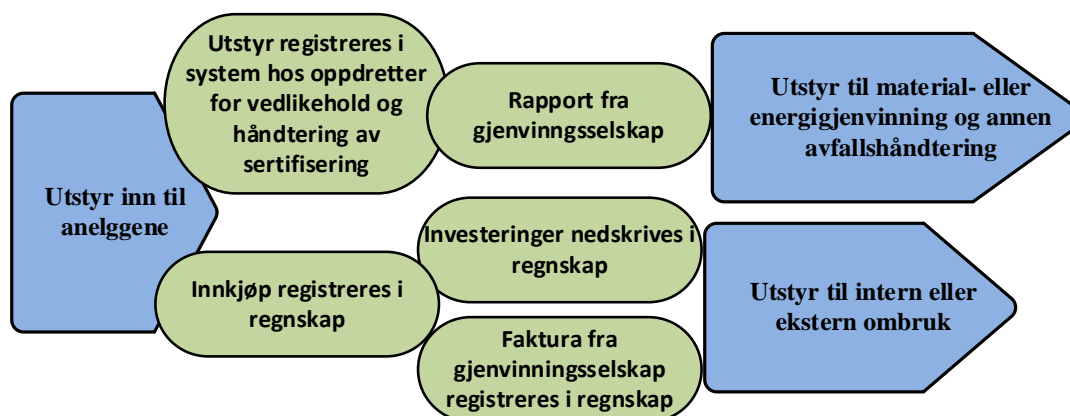 Utstyr inn til
anelggene
Utstyr registreres i
system hos oppdretter
for vedlikehold og
håndtering av
sertifisering
Innkjøp registreres i
regnskap
Rapport fra
gjenvinngsselskap
Investeringer nedskrives i
regnskap
Faktura fra
gjenvinningsselskap
registreres i regnskap
Utstyr til material- eller
energigjenvinning og annen
avfallshåndtering
Utstyr til intern eller
ekstern ombruk